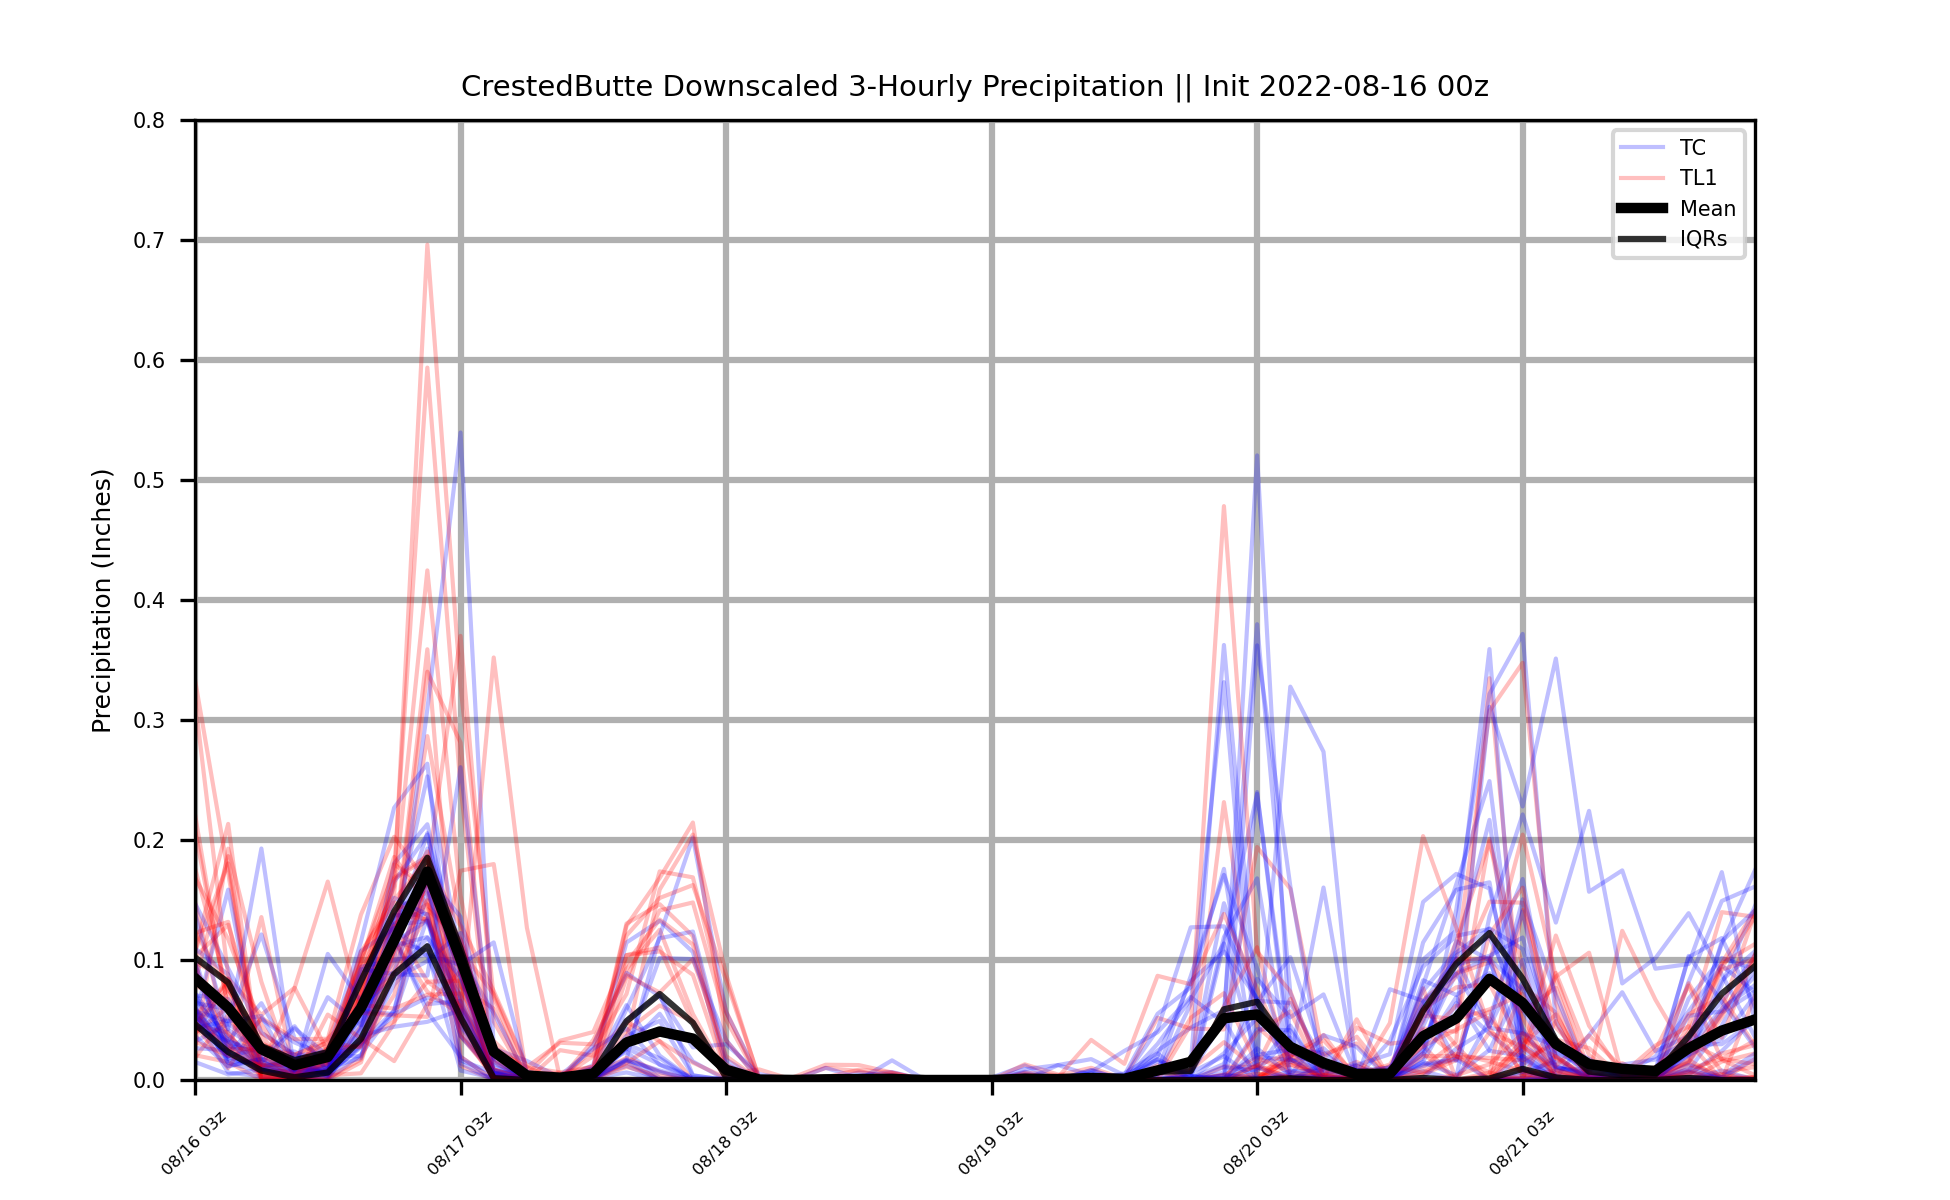 CrestedButte Downscaled 3-Hourly Precipitation || Init 2022-08-16 00z
Precipitation (Inches)
0.8
0.7
0.6
0.5
0.4
0.3
0.2
0.1
0.0
TC
TL1
Mean
IQRs
08/16 03z
08/17 03z
08/18 03z
08/19 03z
08/20 03z
08/21 03z